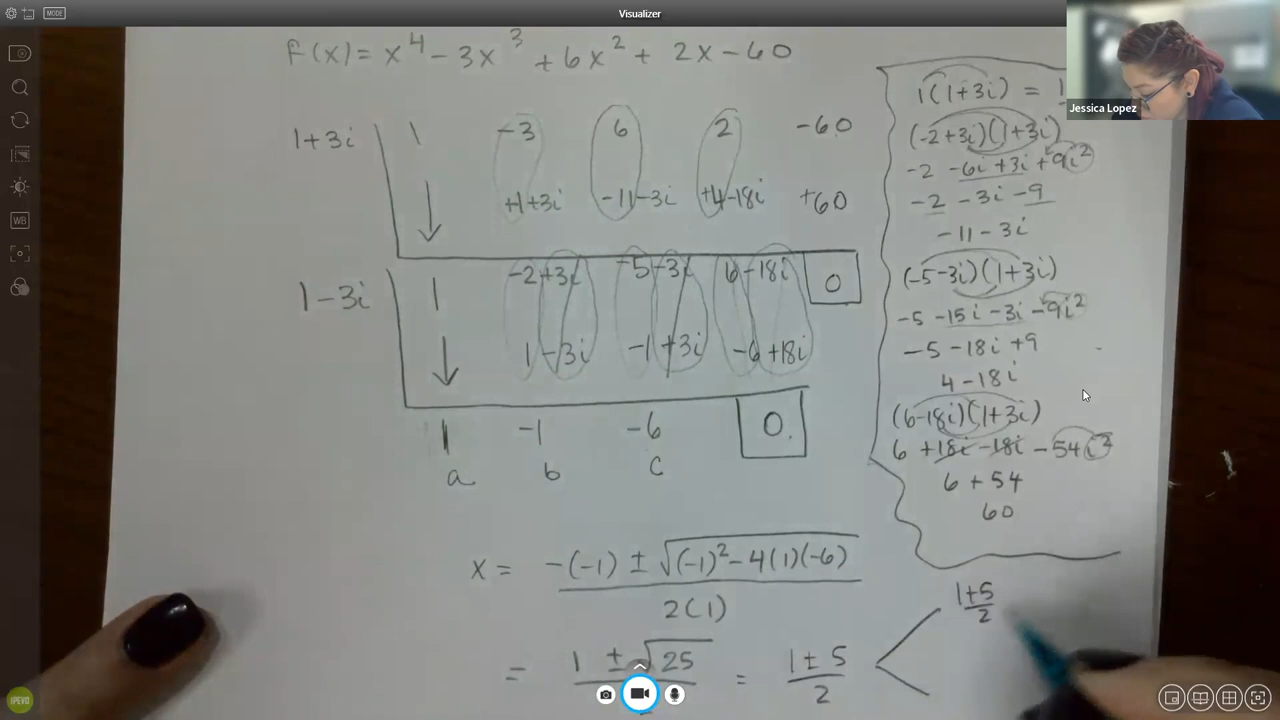 MODE
Visualizer
WB
IPEVO
Jessica Lopez
F(x) = x⁴ - 3x³ + 6x² + 2x - 60
1+3i 1 -3 6 2 -60
+1+3i -11-3i +4-18i +60
1-3i 1 -2+3i -5-3i 6-18i 0
1-3i -1+3i -6+18i
1 -1 -6 0.
a b c
x = -(-1) ± √(-1)²-4(1)(-6)
2(1)
= 1 ± √25 = 1±5
2
1+5
2
1(1+3i) =
(-2+3i)(1+3i)
-2 -6i +3i +9i²
-2 -3i -9
-11 -3i
(-5-3i)(1+3i)
-5 -15i -3i -9i²
-5 -18i +9
4 -18i
(6-18i)(1+3i)
6 +18i -18i -54i²
6 + 54
60